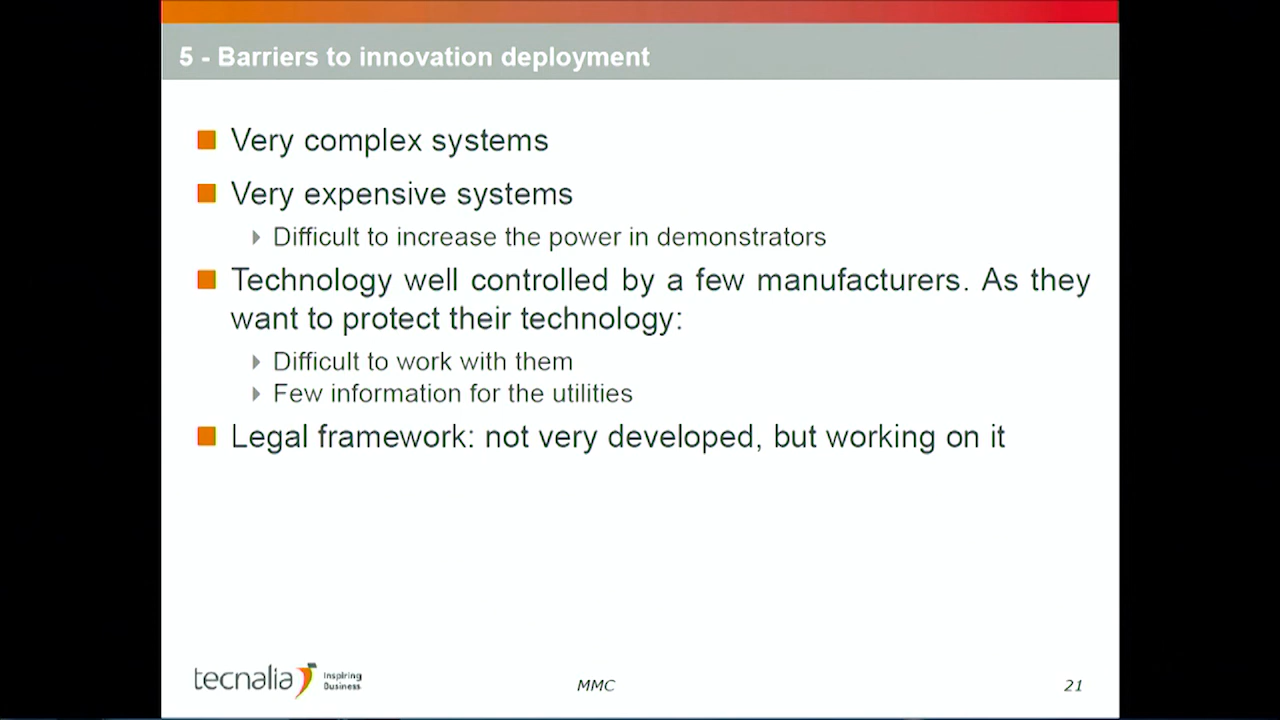 5 - Barriers to innovation deployment
Very complex systems
Very expensive systems
Difficult to increase the power in demonstrators
Technology well controlled by a few manufacturers. As they
want to protect their technology:
Difficult to work with them
Few information for the utilities
Legal framework: not very developed, but working on it
tecnalia
Inspiring
Business
MMC
21